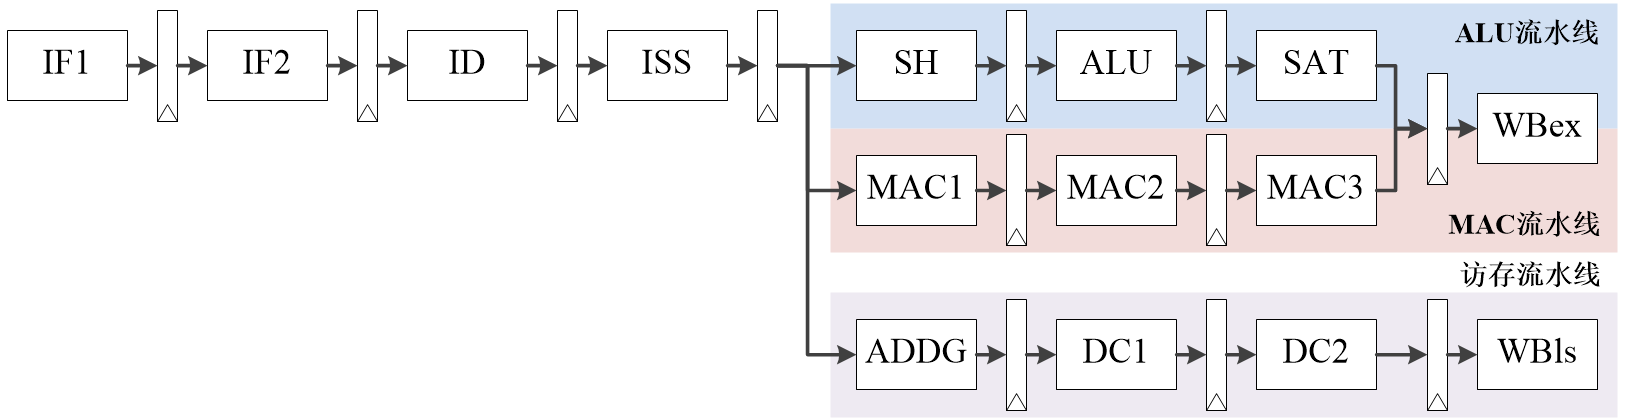 IF1
IF2
ID
ISS
SH
ALU
SAT
ALU流水线
WBex
MAC1
MAC2
MAC3
MAC流水线
访存流水线
ADDG
DC1
DC2
WBls